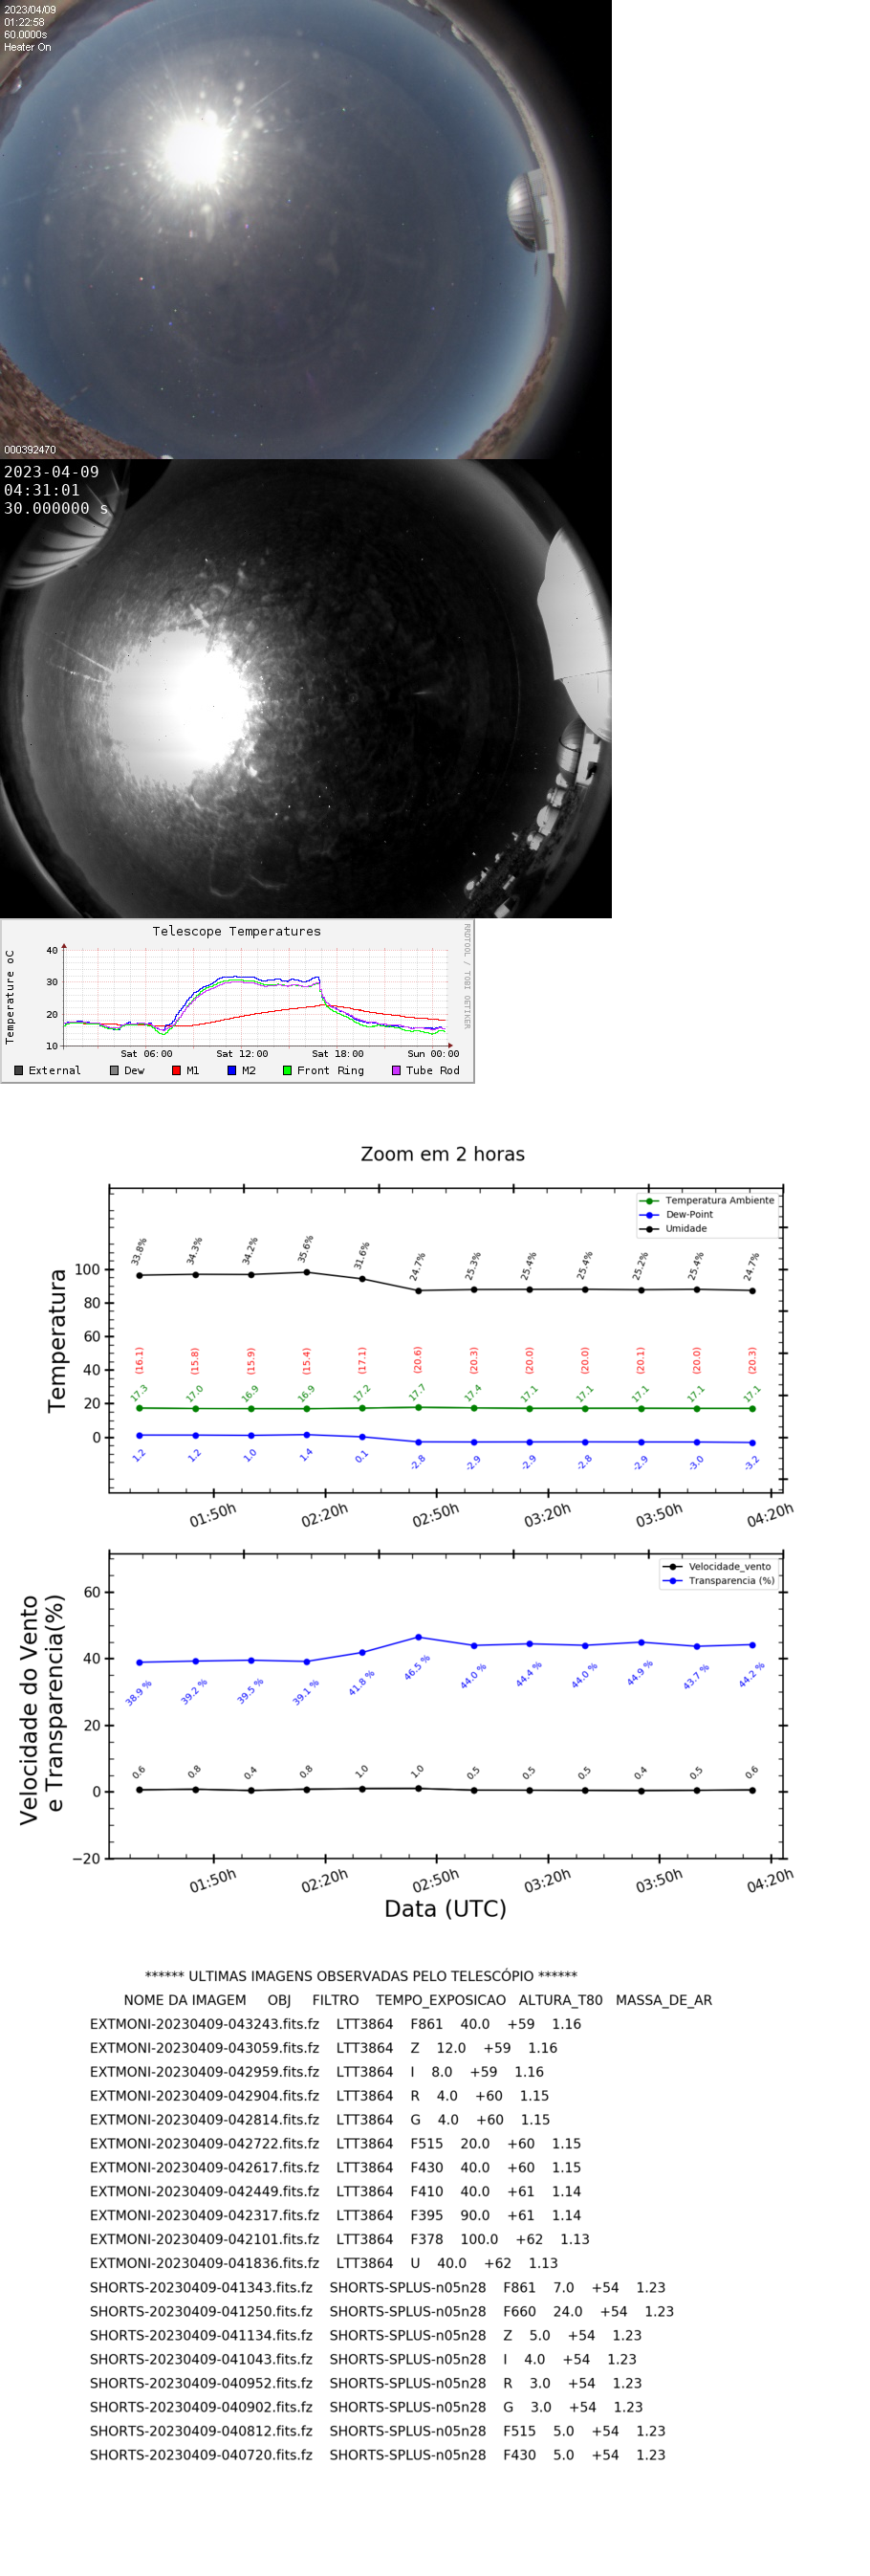 2023/04/09
01:22:58
60.0000s
Heater On
000392470
2023-04-09
04:31:01
30.000000 s
Telescope Temperatures
RRDTOOL / TOBI OETIKER
Temperature oC
40
30
20
10
Sat 06:00 Sat 12:00 Sat 18:00 Sun 00:00
External Dew M1 M2 Front Ring Tube Rod
Zoom em 2 horas
Temperatura Ambiente
Dew-Point
Umidade
Temperatura
100
80
60
40
20
0
33.8% 34.3% 34.2% 35.6% 31.6% 24.7% 25.3% 25.4% 25.4% 25.2% 25.4% 24.7%
(16.1) (15.8) (15.9) (15.4) (17.1) (20.6) (20.3) (20.0) (20.0) (20.1) (20.0) (20.3)
17.3 17.0 16.9 16.9 17.2 17.7 17.4 17.1 17.1 17.1 17.1 17.1
1.2 1.2 1.0 1.4 0.1 -2.8 -2.9 -2.9 -2.8 -2.9 -3.0 -3.2
01:50h 02:20h 02:50h 03:20h 03:50h 04:20h
Velocidade_vento
Transparencia (%)
Velocidade do Vento
e Transparencia(%)
60
40
20
0
−20
38.9 % 39.2 % 39.5 % 39.1 % 41.8 % 46.5 % 44.0 % 44.4 % 44.0 % 44.9 % 43.7 % 44.2 %
0.6 0.8 0.4 0.8 1.0 1.0 0.5 0.5 0.5 0.4 0.5 0.6
01:50h 02:20h 02:50h 03:20h 03:50h 04:20h
Data (UTC)
****** ULTIMAS IMAGENS OBSERVADAS PELO TELESCÓPIO ******
NOME DA IMAGEM OBJ FILTRO TEMPO_EXPOSICAO ALTURA_T80 MASSA_DE_AR
EXTMONI-20230409-043243.fits.fz LTT3864 F861 40.0 +59 1.16
EXTMONI-20230409-043059.fits.fz LTT3864 Z 12.0 +59 1.16
EXTMONI-20230409-042959.fits.fz LTT3864 I 8.0 +59 1.16
EXTMONI-20230409-042904.fits.fz LTT3864 R 4.0 +60 1.15
EXTMONI-20230409-042814.fits.fz LTT3864 G 4.0 +60 1.15
EXTMONI-20230409-042722.fits.fz LTT3864 F515 20.0 +60 1.15
EXTMONI-20230409-042617.fits.fz LTT3864 F430 40.0 +60 1.15
EXTMONI-20230409-042449.fits.fz LTT3864 F410 40.0 +61 1.14
EXTMONI-20230409-042317.fits.fz LTT3864 F395 90.0 +61 1.14
EXTMONI-20230409-042101.fits.fz LTT3864 F378 100.0 +62 1.13
EXTMONI-20230409-041836.fits.fz LTT3864 U 40.0 +62 1.13
SHORTS-20230409-041343.fits.fz SHORTS-SPLUS-n05n28 F861 7.0 +54 1.23
SHORTS-20230409-041250.fits.fz SHORTS-SPLUS-n05n28 F660 24.0 +54 1.23
SHORTS-20230409-041134.fits.fz SHORTS-SPLUS-n05n28 Z 5.0 +54 1.23
SHORTS-20230409-041043.fits.fz SHORTS-SPLUS-n05n28 I 4.0 +54 1.23
SHORTS-20230409-040952.fits.fz SHORTS-SPLUS-n05n28 R 3.0 +54 1.23
SHORTS-20230409-040902.fits.fz SHORTS-SPLUS-n05n28 G 3.0 +54 1.23
SHORTS-20230409-040812.fits.fz SHORTS-SPLUS-n05n28 F515 5.0 +54 1.23
SHORTS-20230409-040720.fits.fz SHORTS-SPLUS-n05n28 F430 5.0 +54 1.23